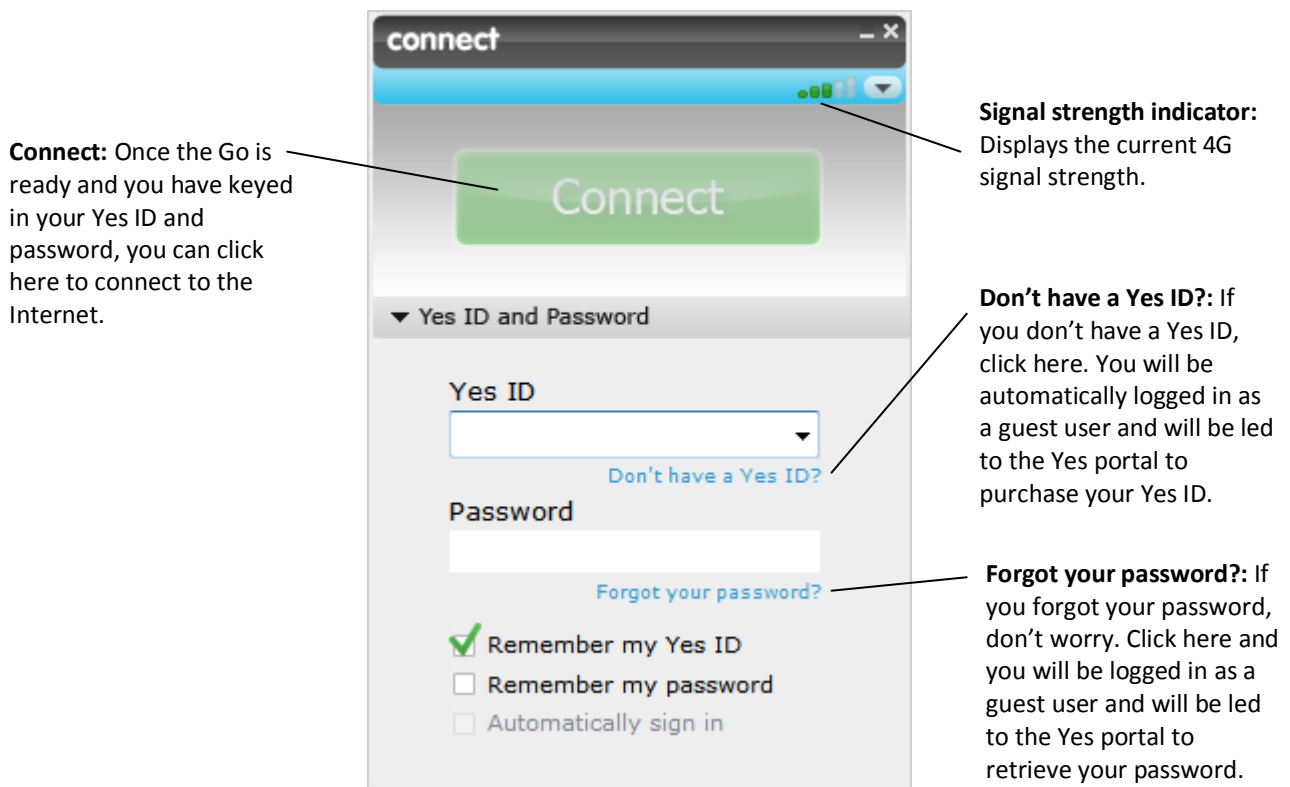 connect
Connect: Once the Go is
ready and you have keyed
in your Yes ID and
password, you can click
here to connect to the
Internet.
Connect
Signal strength indicator:
Displays the current 4G
signal strength.
Yes ID and Password
Yes ID
Don't have a Yes ID?
Don’t have a Yes ID?: If
you don’t have a Yes ID,
click here. You will be
automatically logged in as
a guest user and will be led
to the Yes portal to
purchase your Yes ID.
Password
Forgot your password?
Forgot your password?: If
you forgot your password,
don’t worry. Click here and
you will be logged in as a
guest user and will be led
to the Yes portal to
retrieve your password.
Remember my Yes ID
Remember my password
Automatically sign in